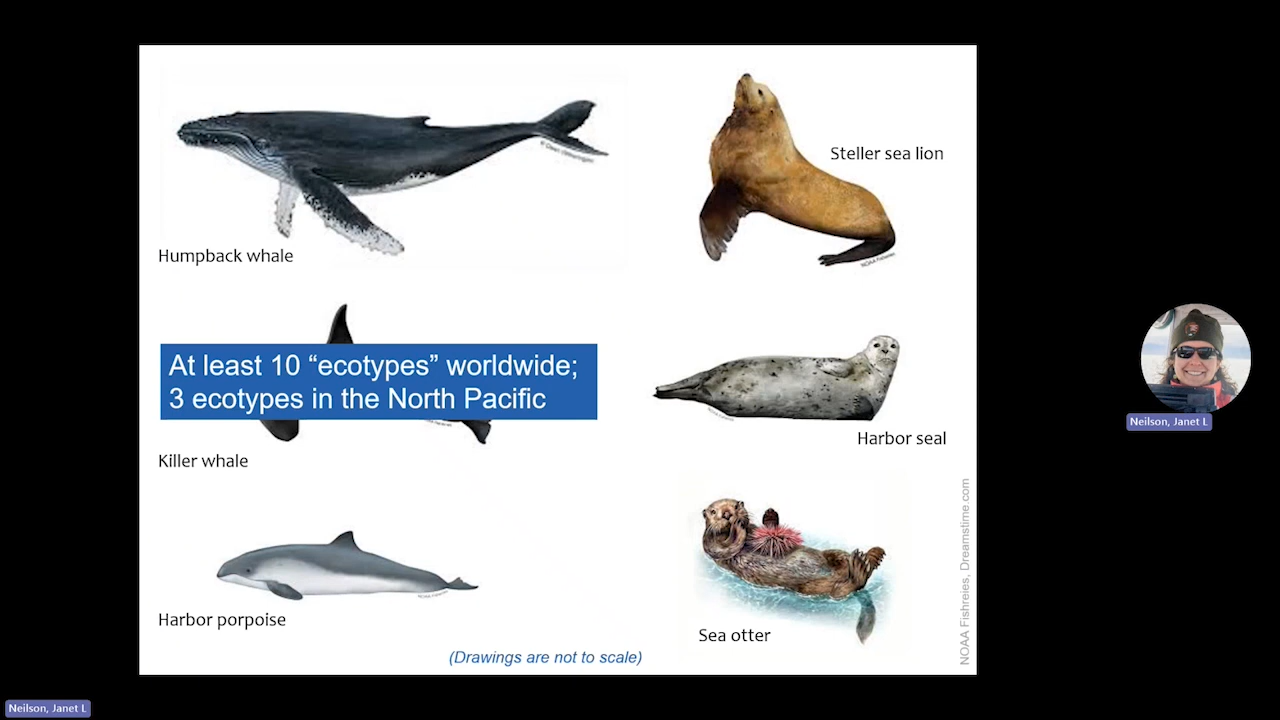 Humpback whale
Steller sea lion
At least 10 “ecotypes” worldwide;
3 ecotypes in the North Pacific
Killer whale
Harbor seal
Harbor porpoise
Sea otter
(Drawings are not to scale)
NOAA Fishreies, Dreamstime.com
Neilson, Janet L
Neilson, Janet L